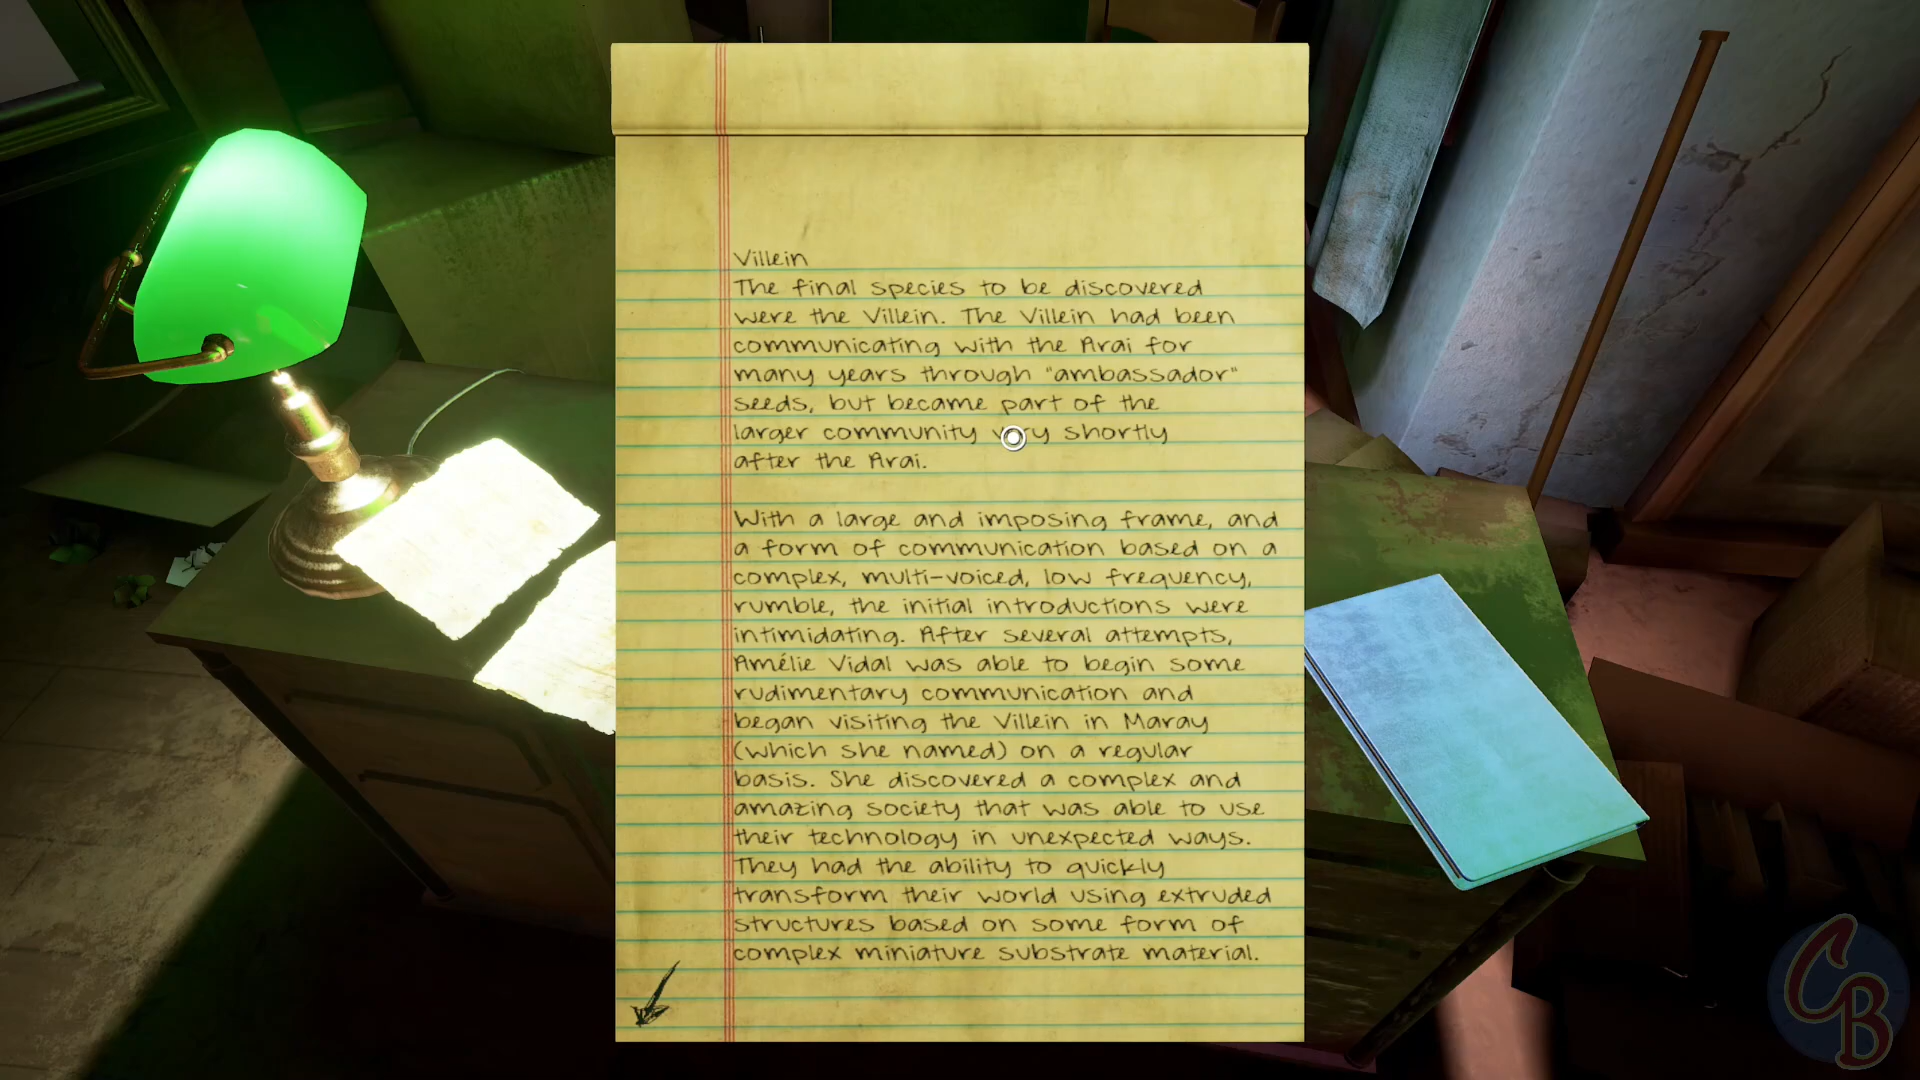 Villein
The final species to be discovered
were the Villein. The Villein had been
communicating with the Arai for
many years through "ambassador"
seeds, but became part of the
larger community very shortly
after the Arai.
With a large and imposing frame, and
a form of communication based on a
complex, multi-voiced, low frequency,
rumble, the initial introductions were
intimidating. After several attempts,
Amélie Vidal was able to begin some
rudimentary communication and
began visiting the Villein in Maray
(which she named) on a regular
basis. She discovered a complex and
amazing society that was able to use
their technology in unexpected ways.
They had the ability to quickly
transform their world using extruded
structures based on some form of
complex miniature substrate material.
CB